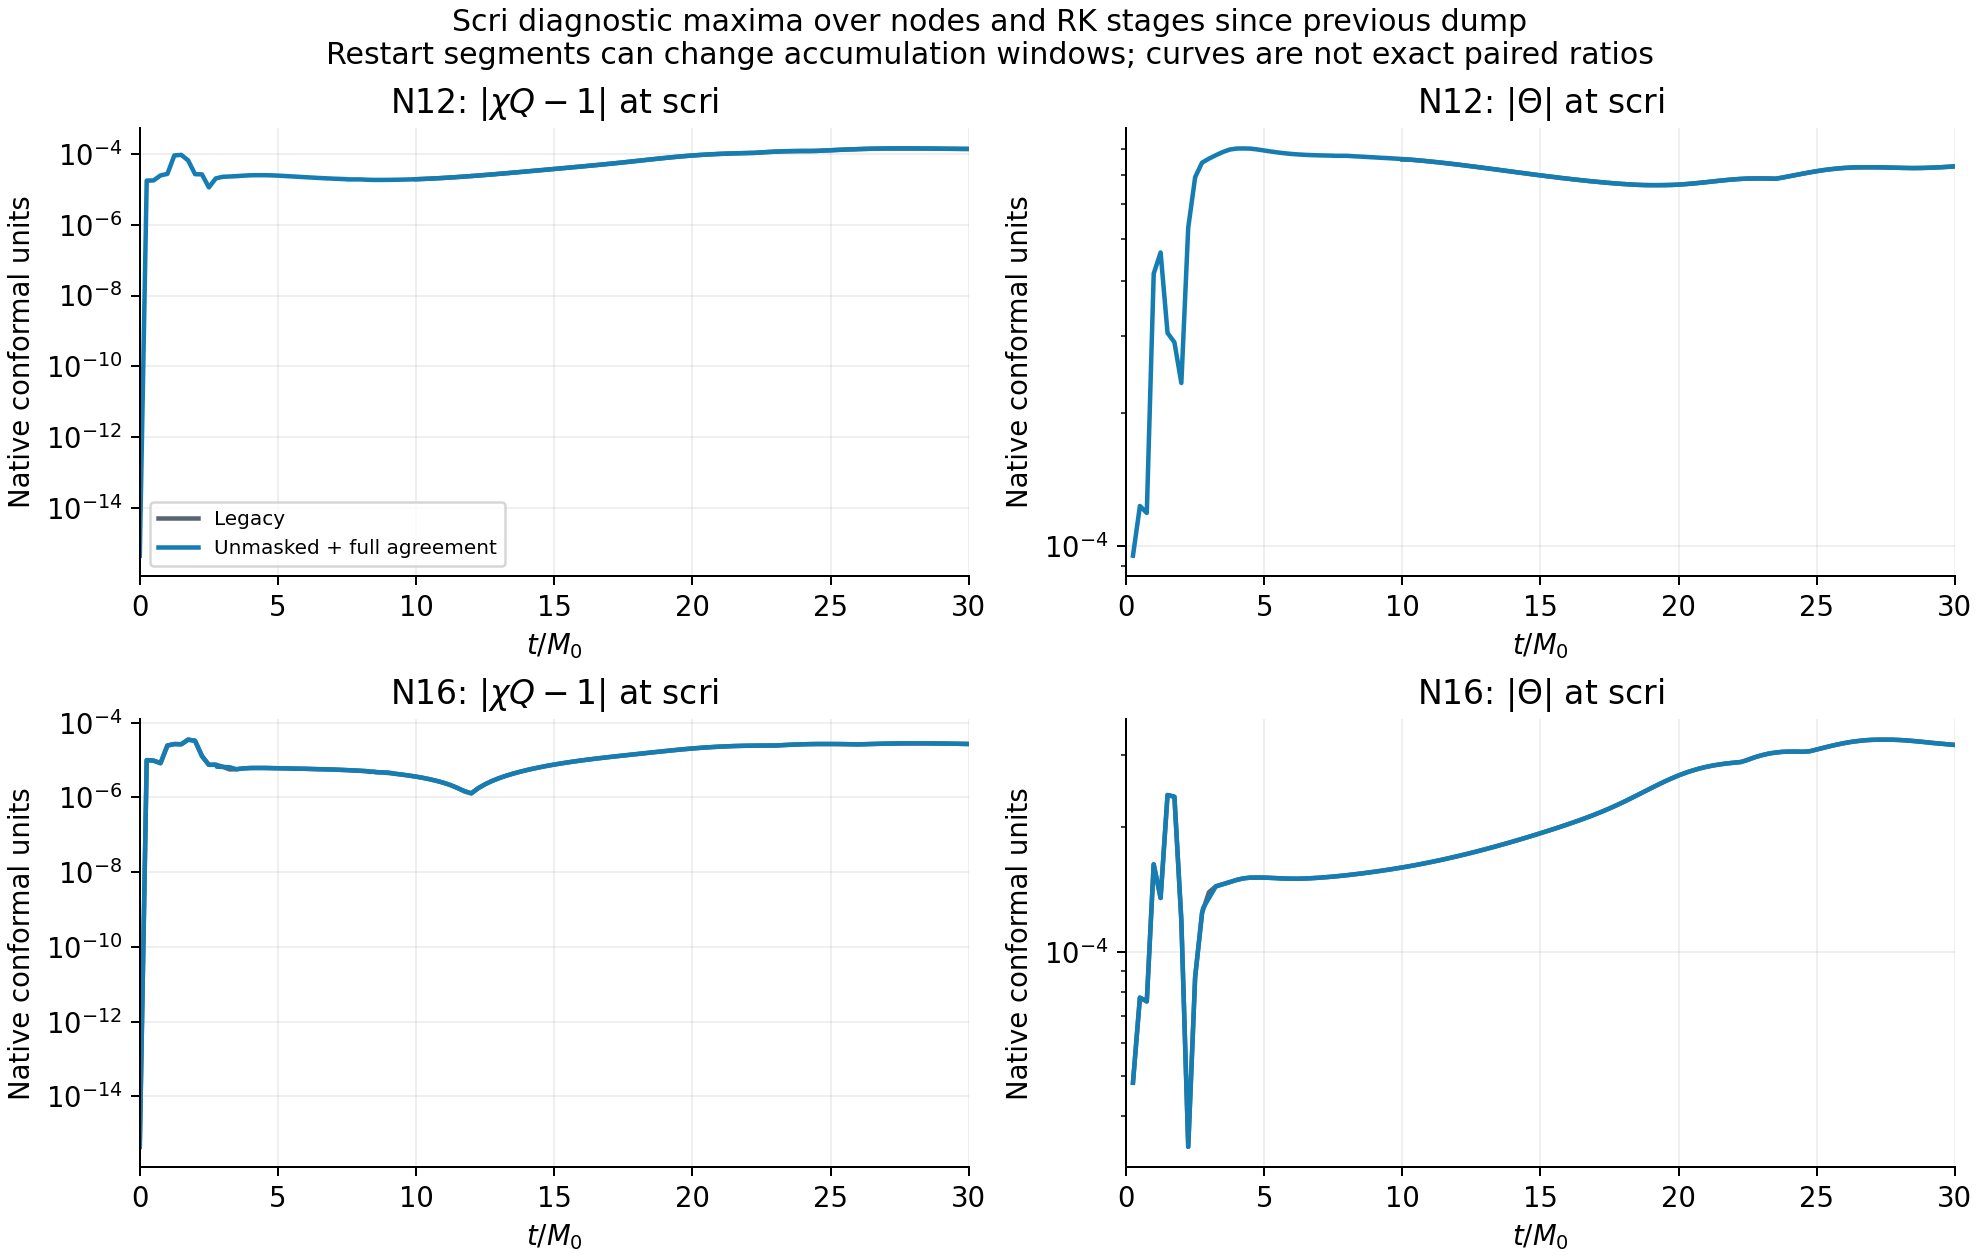 Scri diagnostic maxima over nodes and RK stages since previous dump
Restart segments can change accumulation windows; curves are not exact paired ratios
N12: |χQ − 1| at scri
Native conformal units
10⁻⁴
10⁻⁶
10⁻⁸
10⁻¹⁰
10⁻¹²
10⁻¹⁴
Legacy
Unmasked + full agreement
0 5 10 15 20 25 30
t/M₀
N12: |Θ| at scri
Native conformal units
10⁻⁴
0 5 10 15 20 25 30
t/M₀
N16: |χQ − 1| at scri
Native conformal units
10⁻⁴
10⁻⁶
10⁻⁸
10⁻¹⁰
10⁻¹²
10⁻¹⁴
0 5 10 15 20 25 30
t/M₀
N16: |Θ| at scri
Native conformal units
10⁻⁴
0 5 10 15 20 25 30
t/M₀